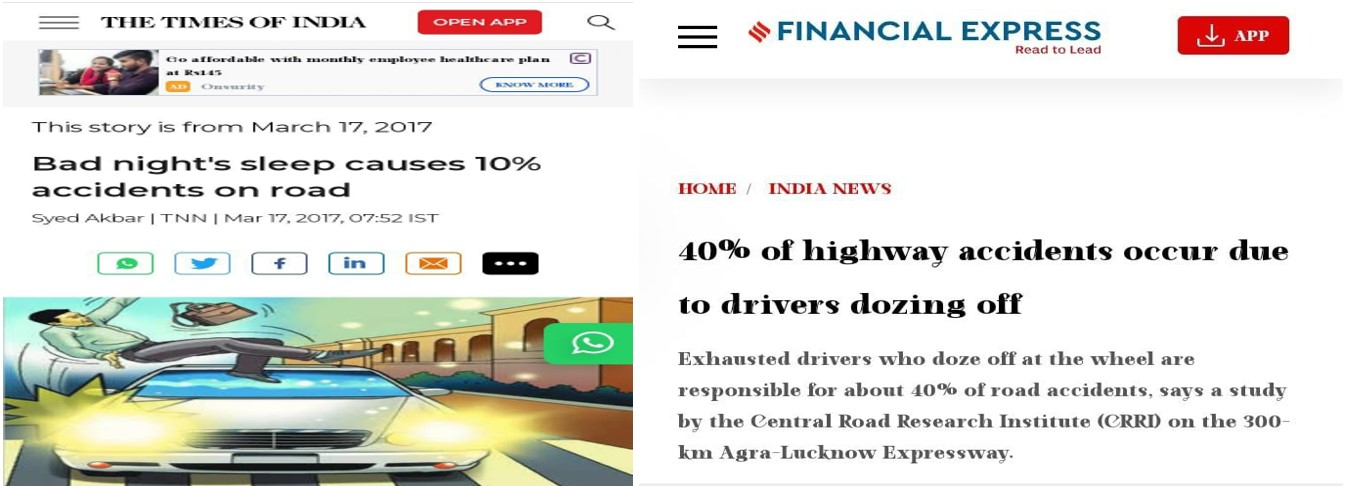 THE TIMES OF INDIA
OPEN APP
Go affordable with monthly employee healthcare plan
at Rs145
AD Onsurity
KNOW MORE
This story is from March 17, 2017
Bad night's sleep causes 10%
accidents on road
Syed Akbar | TNN | Mar 17, 2017, 07:52 IST
FINANCIAL EXPRESS
Read to Lead
APP
HOME / INDIA NEWS
40% of highway accidents occur due
to drivers dozing off
Exhausted drivers who doze off at the wheel are
responsible for about 40% of road accidents, says a study
by the Central Road Research Institute (CRRI) on the 300-
km Agra-Lucknow Expressway.